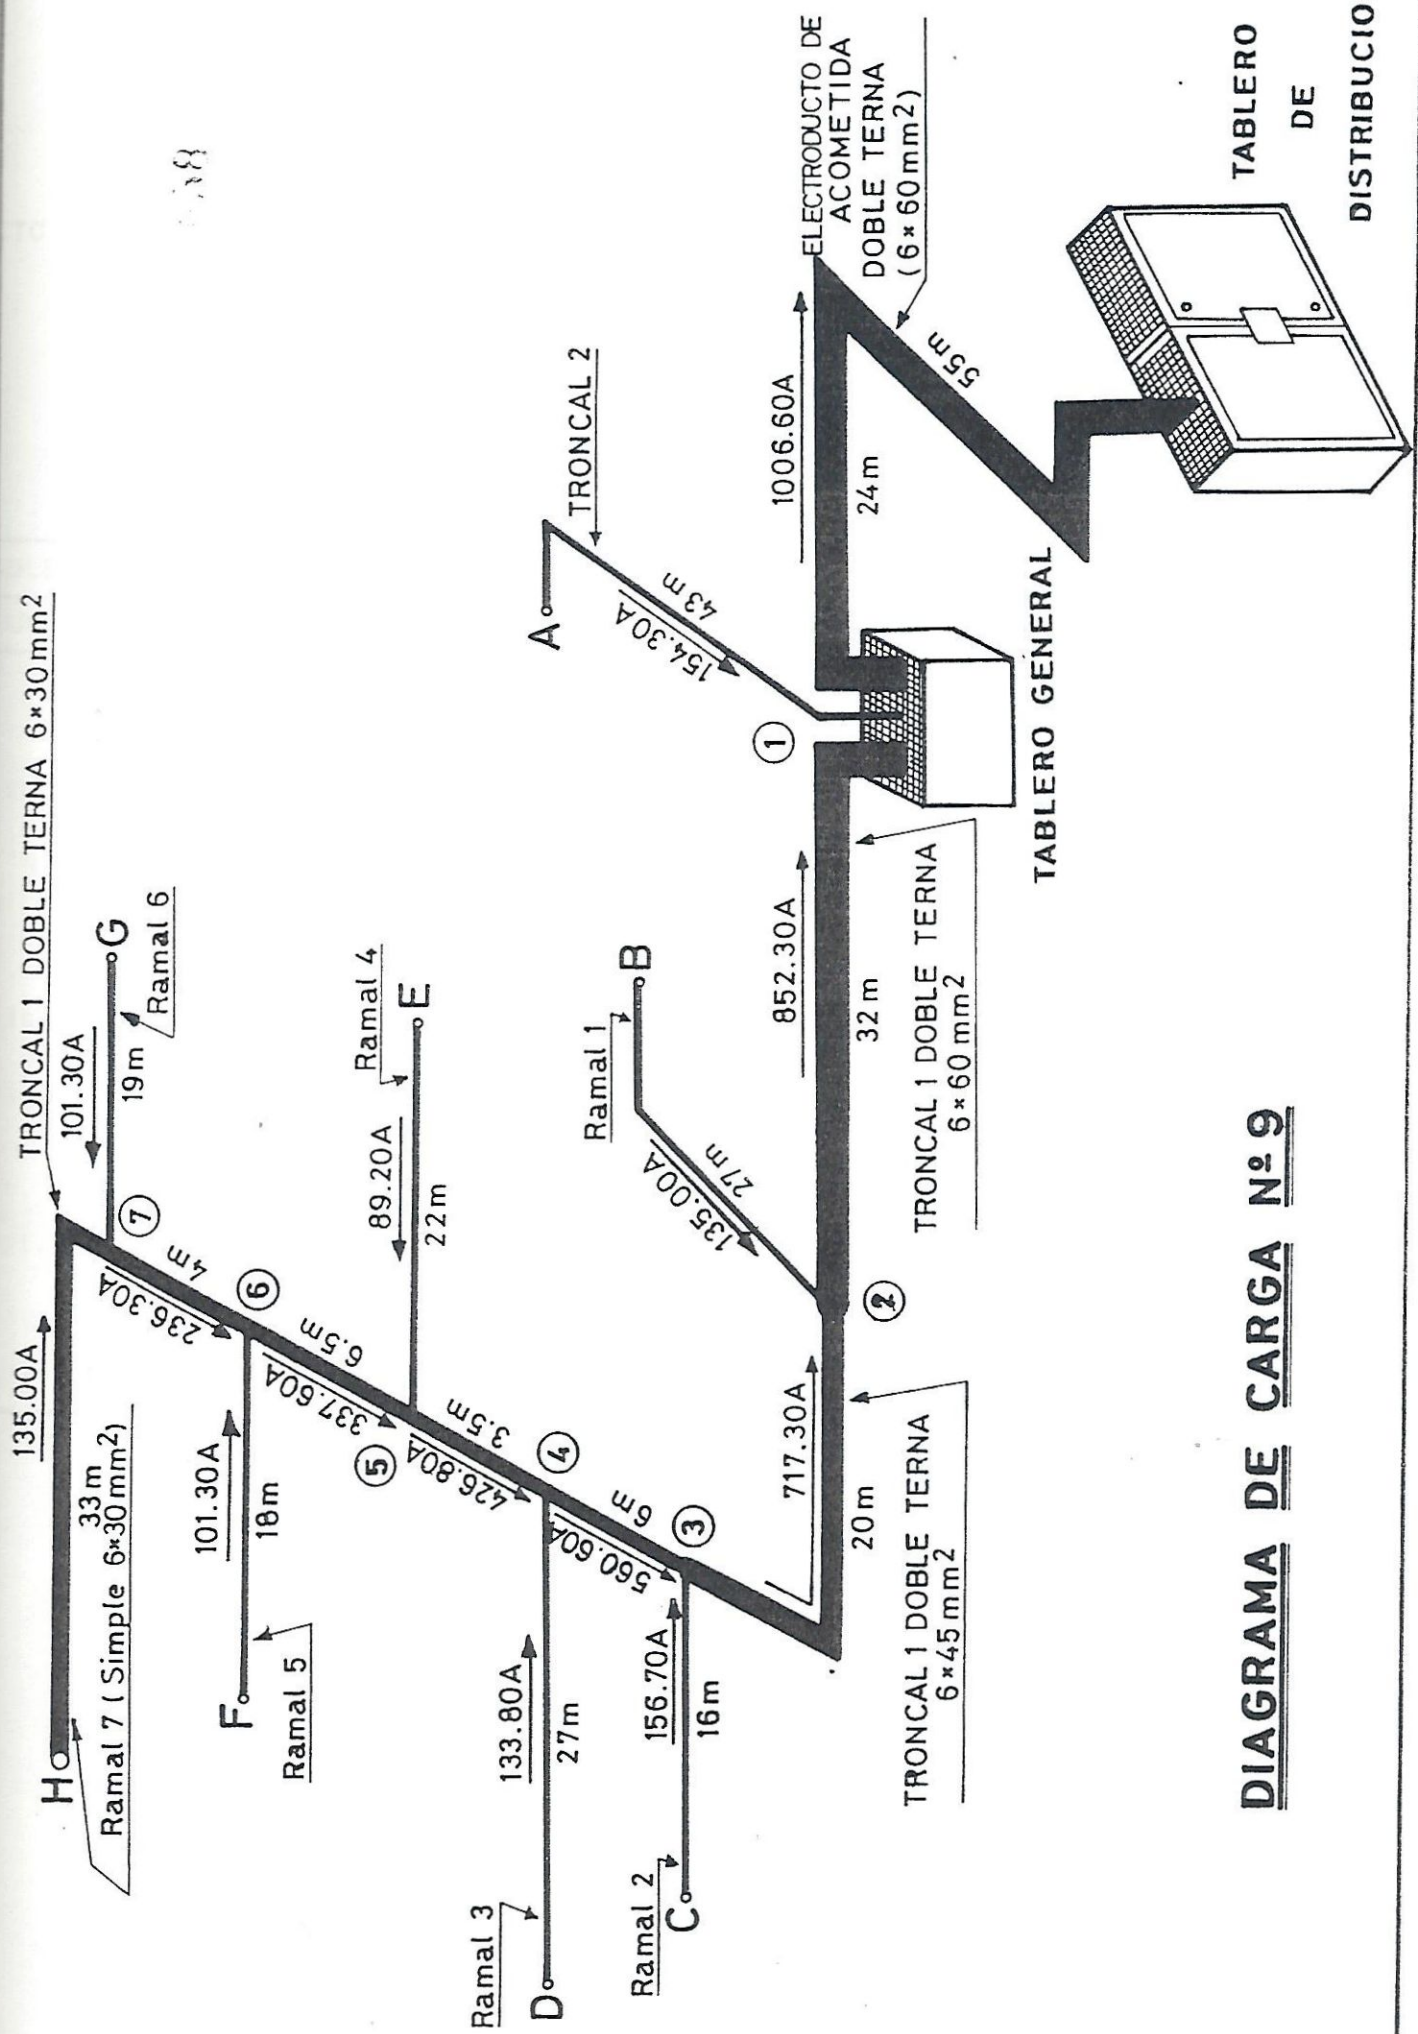 TRONCAL 1 DOBLE TERNA 6×30mm2
135.00A
33m
Ramal 7 (Simple 6×30mm2)
H
101.30A
19m
G
Ramal 6
7
4m
236.30A
6
101.30A
18m
F
Ramal 5
6.5m
337.60A
5
Ramal 4
E
89.20A
22m
3.5m
426.80A
4
133.80A
27m
Ramal 3
D
6m
560.60A
3
156.70A
16m
Ramal 2
C
717.30A
20m
TRONCAL 1 DOBLE TERNA
6×45mm2
2
Ramal 1
B
135.00A
27m
852.30A
32m
TRONCAL 1 DOBLE TERNA
6×60mm2
1
A
TRONCAL 2
154.30A
43m
TABLERO GENERAL
1006.60A
24m
ELECTRODUCTO DE
ACOMETIDA
DOBLE TERNA
(6×60mm2)
55m
TABLERO
DE
DISTRIBUCIO
DIAGRAMA DE CARGA Nº 9